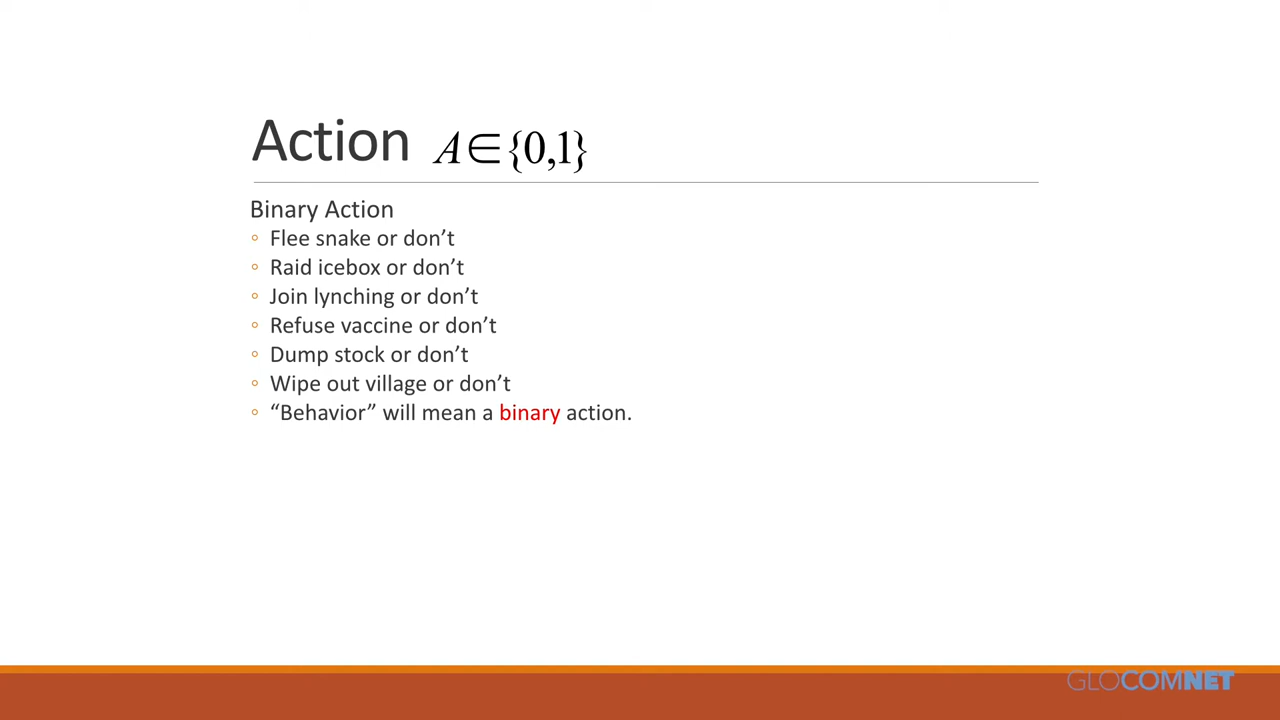 Action A∈{0,1}
Binary Action
◦ Flee snake or don’t
◦ Raid icebox or don’t
◦ Join lynching or don’t
◦ Refuse vaccine or don’t
◦ Dump stock or don’t
◦ Wipe out village or don’t
◦ “Behavior” will mean a binary action.
GLOCOMNET